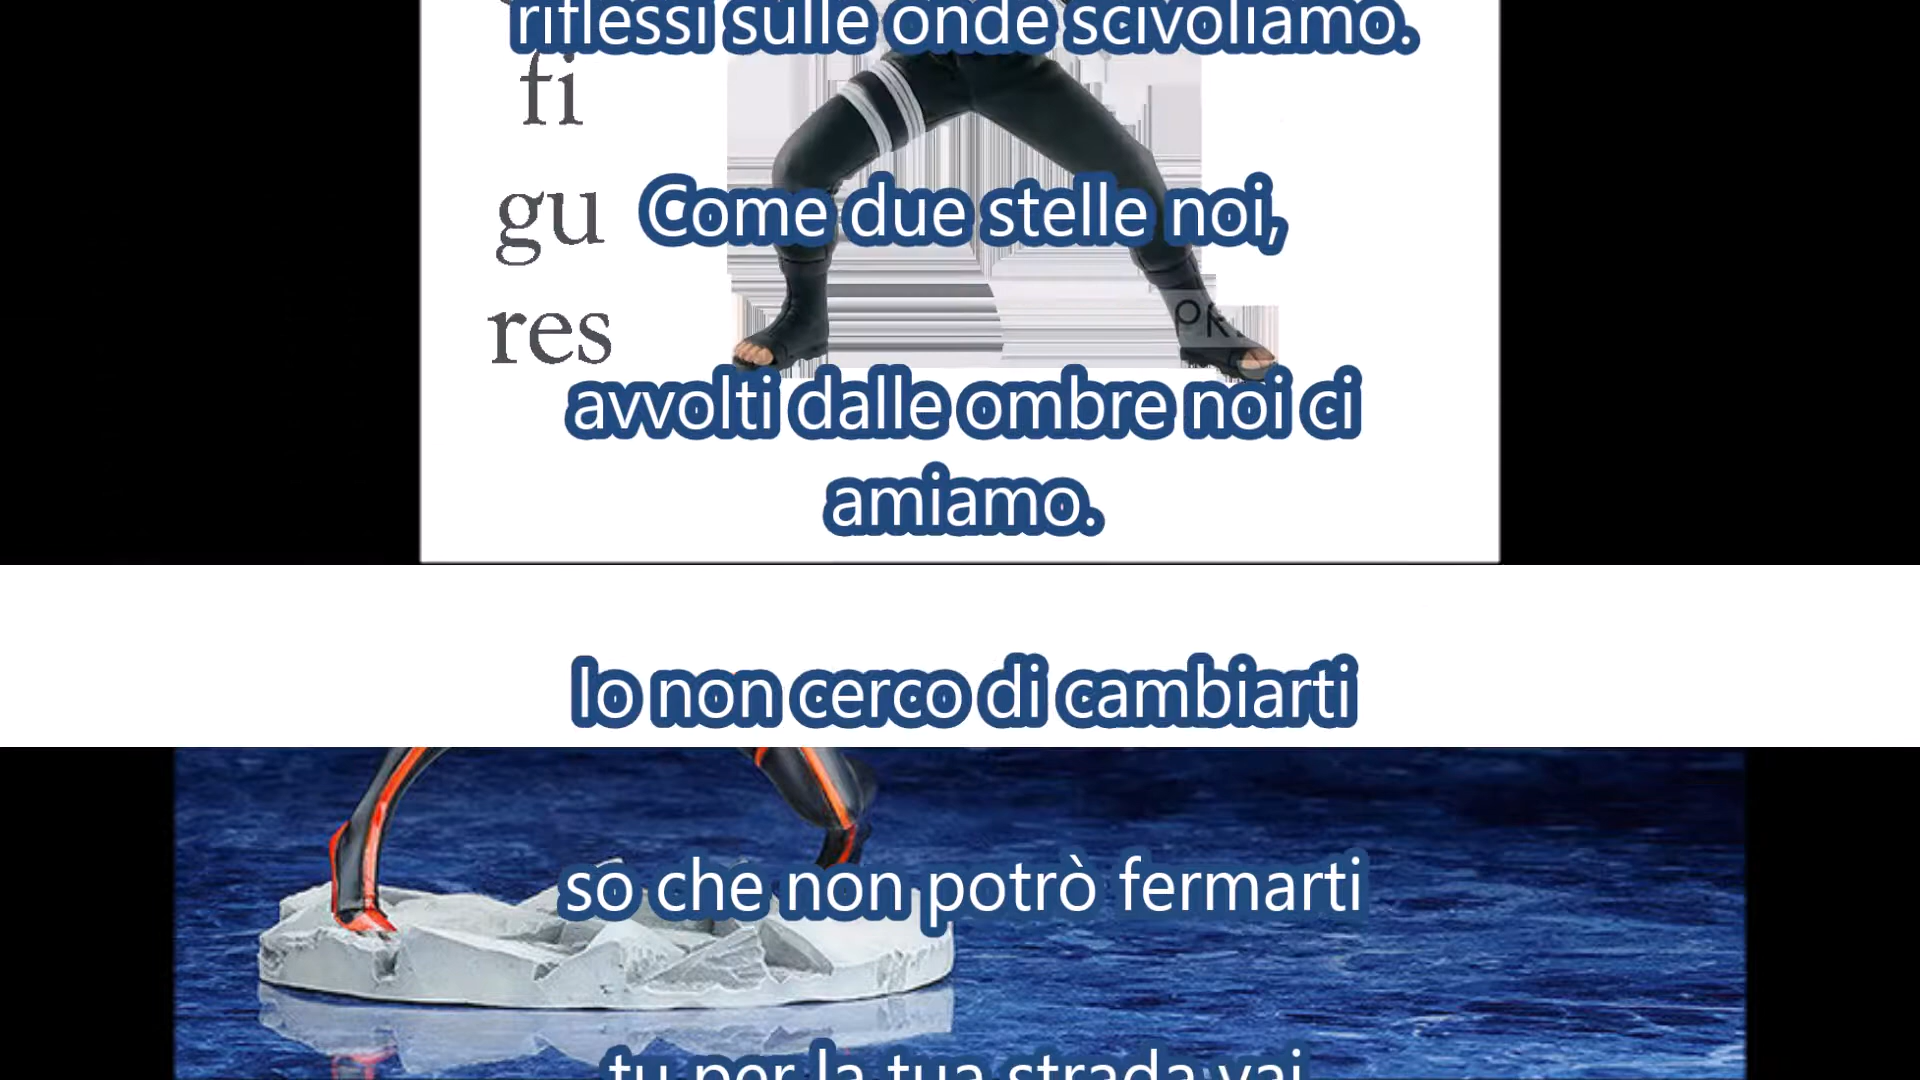 riflessi sulle onde scivoliamo.
fi
gu
res
Come due stelle noi,
avvolti dalle ombre noi ci
amiamo.
Io non cerco di cambiarti
so che non potrò fermarti
tu per la tua strada vai